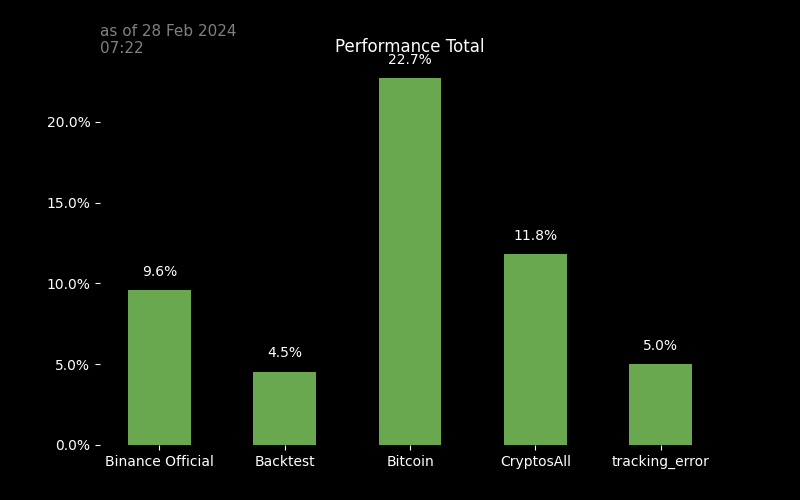 as of 28 Feb 2024
07:22
Performance Total
22.7%
20.0%
15.0%
11.8%
10.0%
9.6%
5.0%
4.5%
5.0%
0.0%
Binance Official
Backtest
Bitcoin
CryptosAll
tracking_error